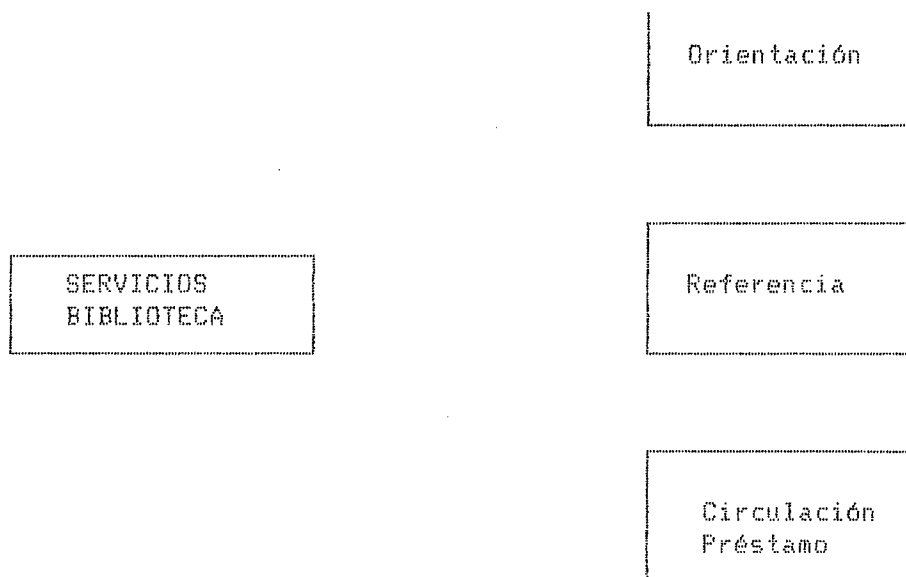 Orientación
SERVICIOS
BIBLIOTECA
Referencia
Circulación
Préstamo